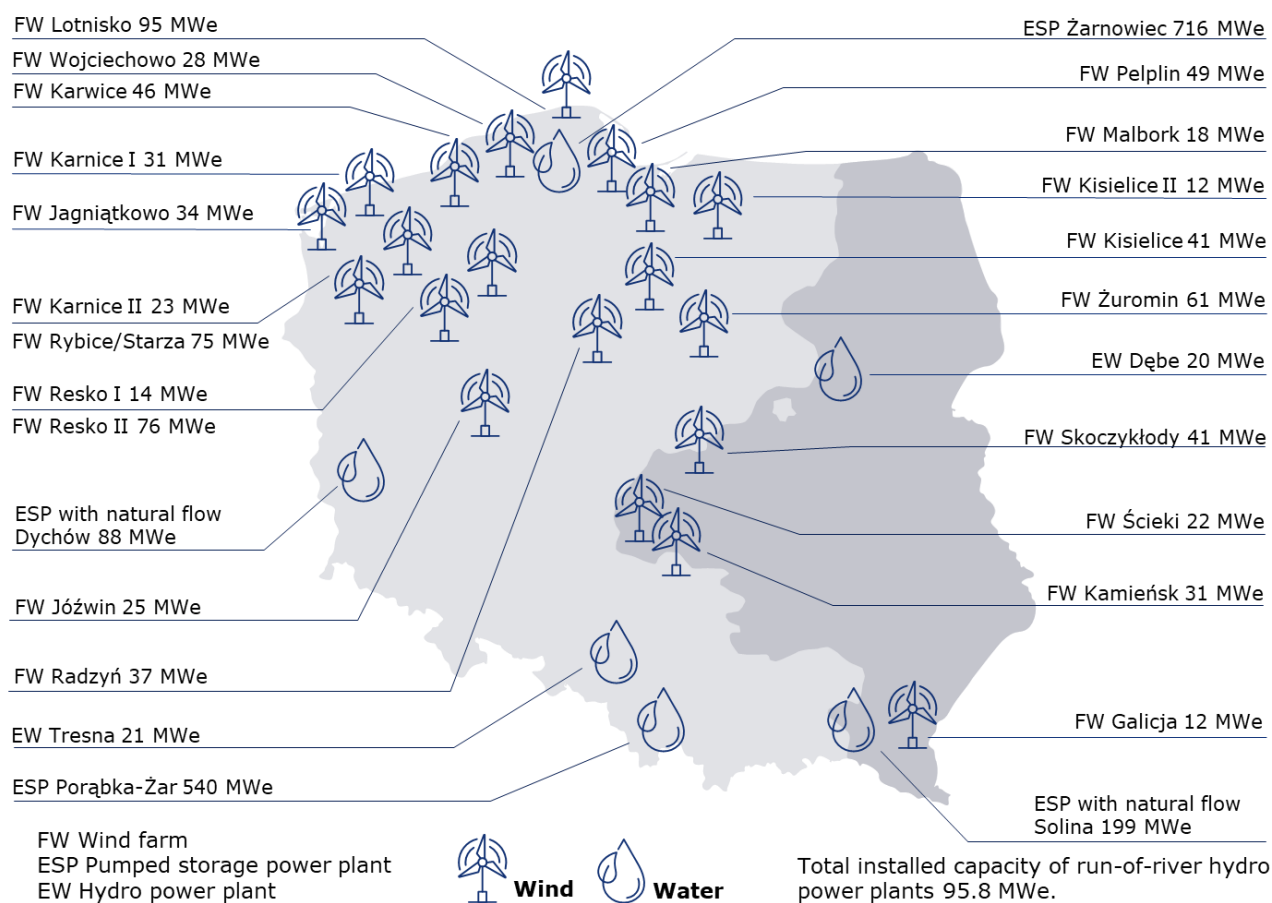 FW Lotnisko 95 MWe
FW Wojciechowo 28 MWe
FW Karwice 46 MWe
FW Karnice I 31 MWe
FW Jagniątkowo 34 MWe
FW Karnice II 23 MWe
FW Rybice/Starza 75 MWe
FW Resko I 14 MWe
FW Resko II 76 MWe
ESP with natural flow
Dychów 88 MWe
FW Jóźwin 25 MWe
FW Radzyń 37 MWe
EW Tresna 21 MWe
ESP Porąbka-Żar 540 MWe
ESP Żarnowiec 716 MWe
FW Pelplin 49 MWe
FW Malbork 18 MWe
FW Kisielice II 12 MWe
FW Kisielice 41 MWe
FW Żuromin 61 MWe
EW Dębe 20 MWe
FW Skoczykłody 41 MWe
FW Ścieki 22 MWe
FW Kamieńsk 31 MWe
FW Galicja 12 MWe
ESP with natural flow
Solina 199 MWe
FW Wind farm
ESP Pumped storage power plant
EW Hydro power plant
Wind
Water
Total installed capacity of run-of-river hydro
power plants 95.8 MWe.